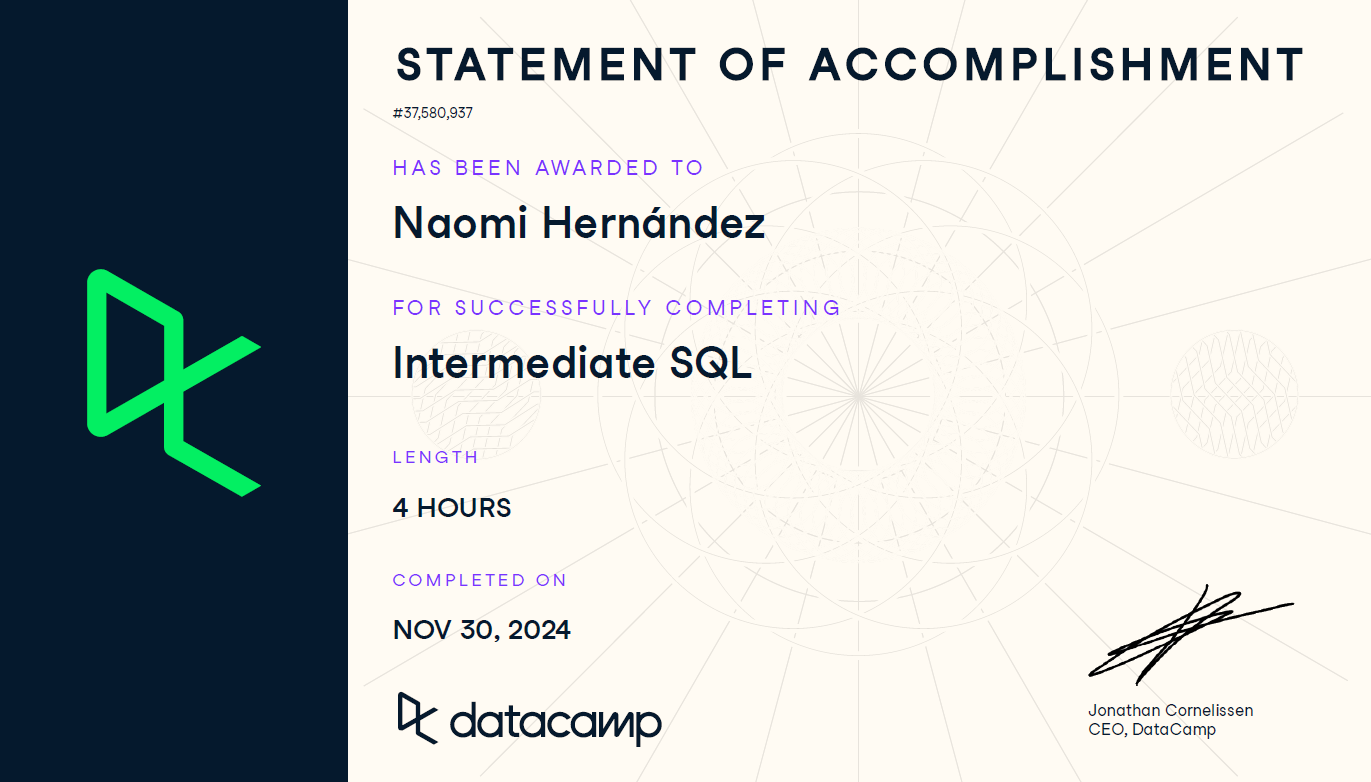 STATEMENT OF ACCOMPLISHMENT
#37,580,937
HAS BEEN AWARDED TO
Naomi Hernández
FOR SUCCESSFULLY COMPLETING
Intermediate SQL
LENGTH
4 HOURS
COMPLETED ON
NOV 30, 2024
datacamp
Jonathan Cornelissen
CEO, DataCamp